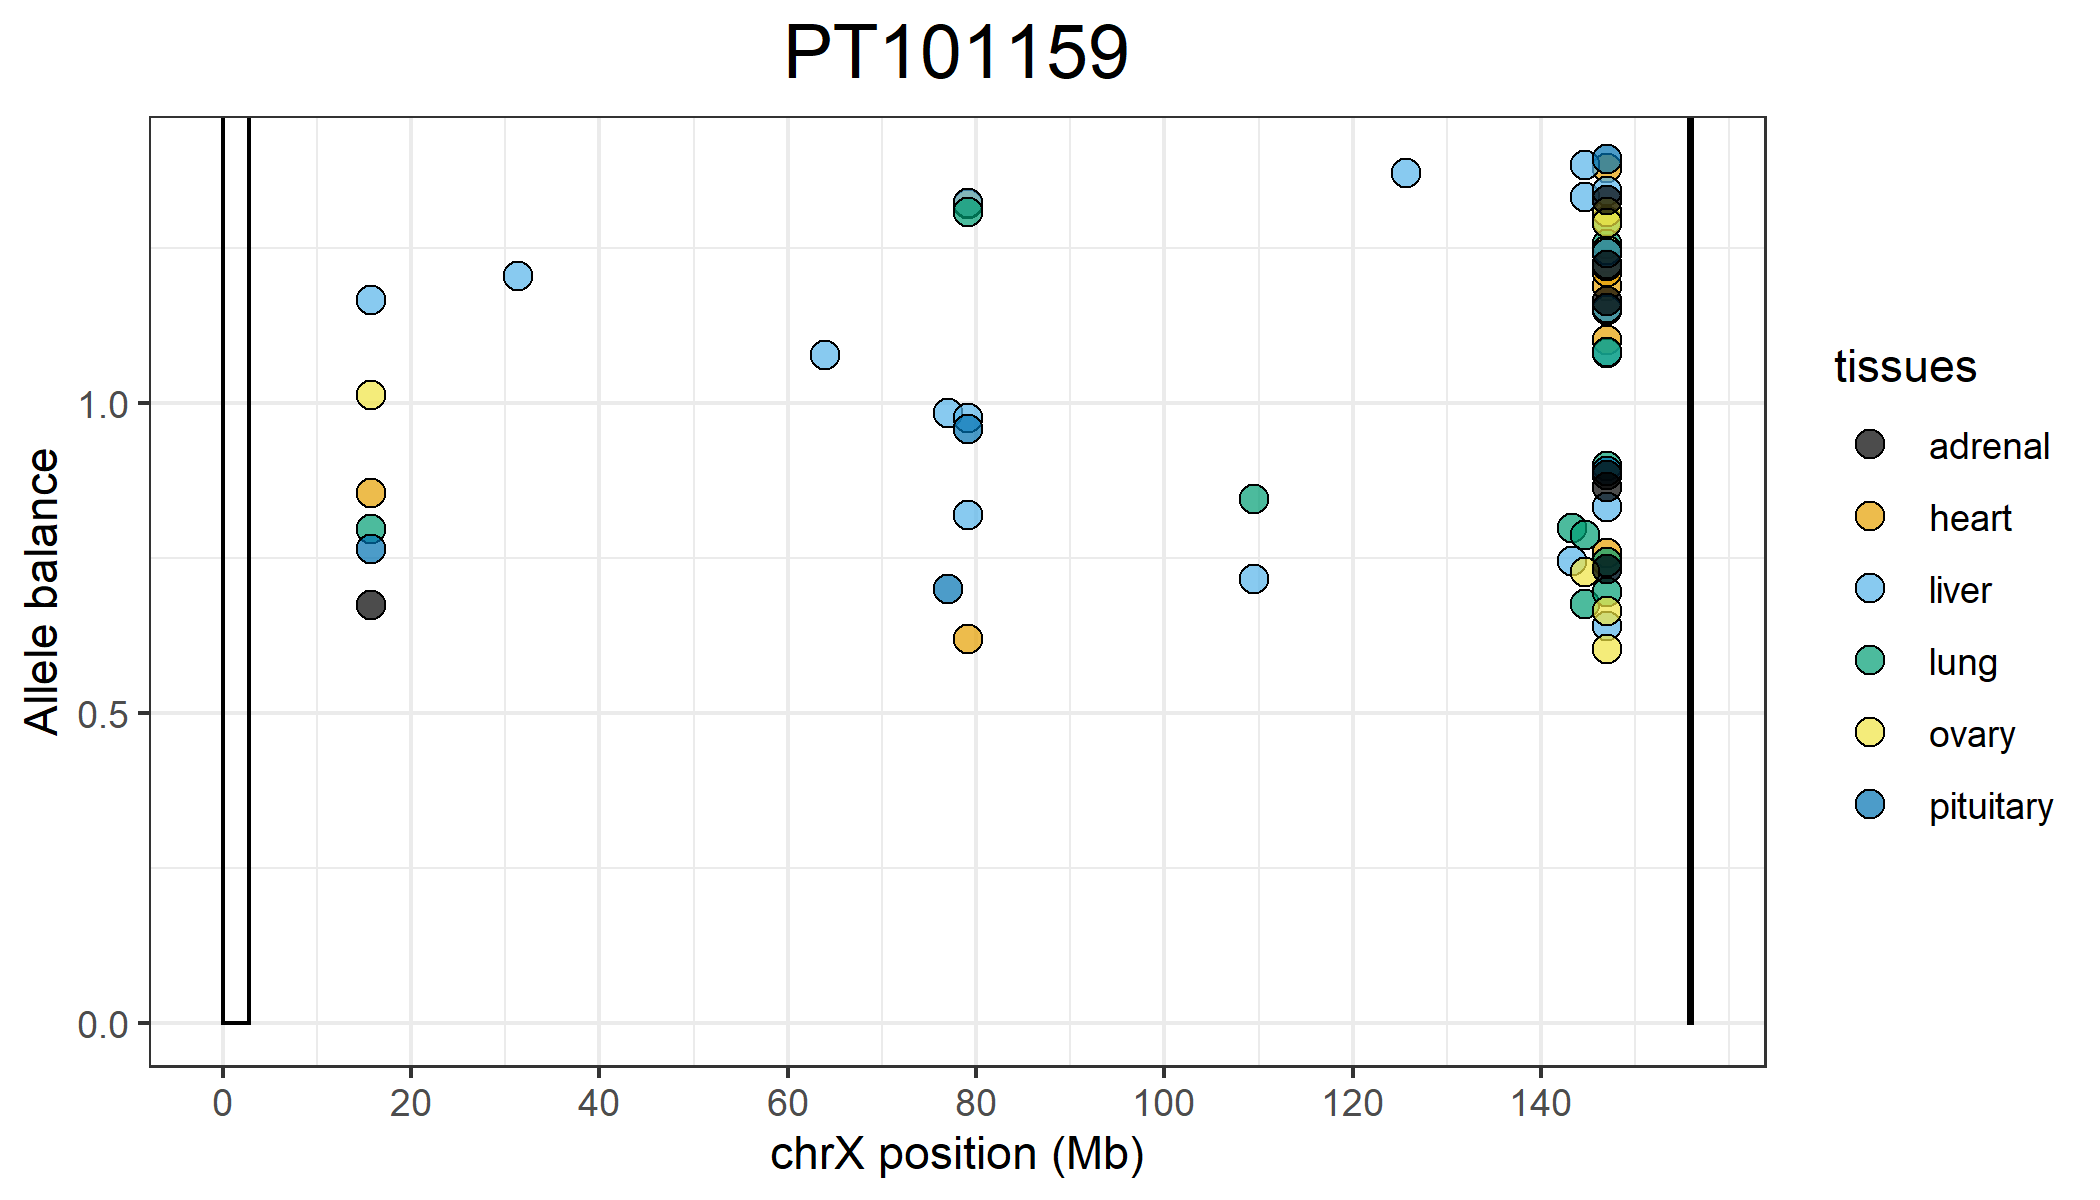 PT101159
Allele balance
1.0
0.5
0.0
0 20 40 60 80 100 120 140
chrX position (Mb)
tissues
adrenal
heart
liver
lung
ovary
pituitary